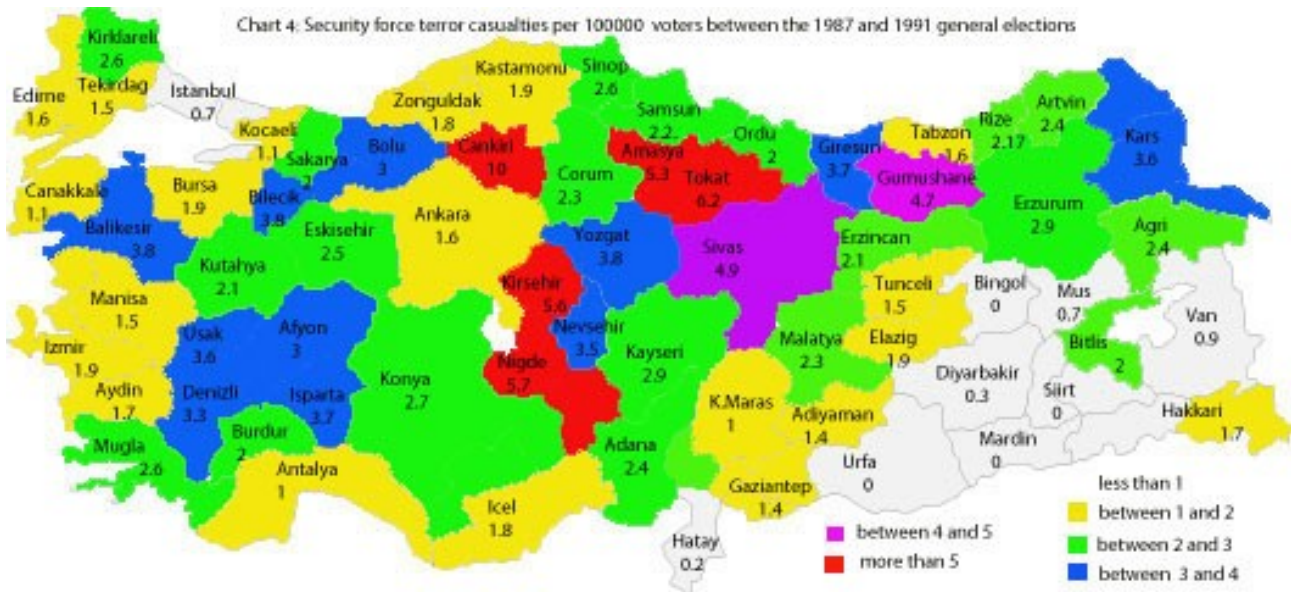 Chart 4: Security force terror casualties per 100000 voters between the 1987 and 1991 general elections
Kirklareli
2.6
Edirne
1.6
Tekirdag
1.5
Istanbul
0.7
Kocaeli
1.1
Sakarya
2
Bolu
3
Zonguldak
1.8
Kastamonu
1.9
Cankiri
10
Sinop
2.6
Samsun
2.2
Corum
2.3
Amasya
5.3
Tokat
6.2
Ordu
2
Giresun
3.7
Tabzon
1.6
Gumushane
4.7
Rize
2.17
Artvin
2.4
Kars
3.6
Canakkale
1.1
Balikesir
3.8
Bursa
1.9
Bilecik
3.8
Eskisehir
2.5
Kutahya
2.1
Ankara
1.6
Yozgat
3.8
Sivas
4.9
Erzincan
2.1
Erzurum
2.9
Agri
2.4
Manisa
1.5
Izmir
1.9
Usak
3.6
Afyon
3
Kirsehir
5.6
Nevsehir
3.5
Kayseri
2.9
Malatya
2.3
Tunceli
1.5
Elazig
1.9
Bingol
0
Mus
0.7
Bitlis
2
Van
0.9
Aydin
1.7
Denizli
3.3
Isparta
3.7
Konya
2.7
Nigde
5.7
K.Maras
1
Adiyaman
1.4
Diyarbakir
0.3
Siirt
0
Hakkari
1.7
Mugla
2.6
Burdur
2
Antalya
1
Icel
1.8
Adana
2.4
Gaziantep
1.4
Urfa
0
Mardin
0
Hatay
0.2
less than 1
between 1 and 2
between 2 and 3
between 3 and 4
between 4 and 5
more than 5